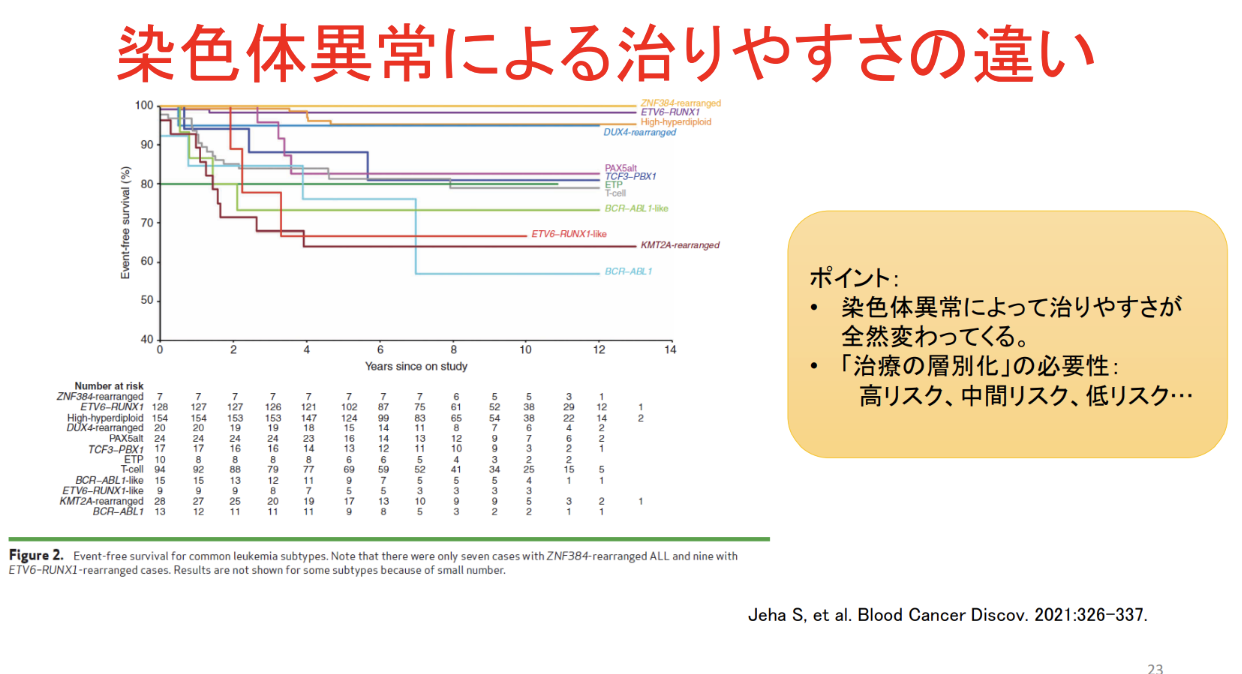 染色体異常による治りやすさの違い
100
90
80
70
60
50
40
Event-free survival (%)
0 2 4 6 8 10 12 14
Years since on study
ZNF384-rearranged
ETV6–RUNX1
High-hyperdiploid
DUX4-rearranged
PAX5alt
TCF3–PBX1
ETP
T-cell
BCR–ABL1-like
ETV6–RUNX1-like
KMT2A-rearranged
BCR–ABL1
Number at risk
ZNF384-rearranged 7 7 7 7 7 7 7 7 6 5 5 3 1
ETV6–RUNX1 128 127 127 126 121 102 87 75 61 52 38 29 12 1
High-hyperdiploid 154 154 153 153 147 124 99 83 65 54 38 22 14 2
DUX4-rearranged 20 20 19 19 18 15 14 11 8 7 6 4 2
PAX5alt 24 24 24 24 23 16 14 13 12 9 7 6 2
TCF3–PBX1 17 17 16 16 14 13 12 11 10 9 3 2 1
ETP 10 8 8 8 8 6 6 5 4 3 2 2
T-cell 94 92 88 79 77 69 59 52 41 34 25 15 5
BCR–ABL1-like 15 15 13 12 11 9 7 5 5 5 4 1 1
ETV6–RUNX1-like 9 9 9 8 7 5 5 3 3 3 3
KMT2A-rearranged 28 27 25 20 19 17 13 10 9 9 5 3 2 1
BCR–ABL1 13 12 11 11 11 9 8 5 3 2 2 1 1
Figure 2. Event-free survival for common leukemia subtypes. Note that there were only seven cases with ZNF384-rearranged ALL and nine with
ETV6–RUNX1-rearranged cases. Results are not shown for some subtypes because of small number.
ポイント：
• 染色体異常によって治りやすさが
全然変わってくる。
• 「治療の層別化」の必要性：
高リスク、中間リスク、低リスク…
Jeha S, et al. Blood Cancer Discov. 2021:326-337.
23